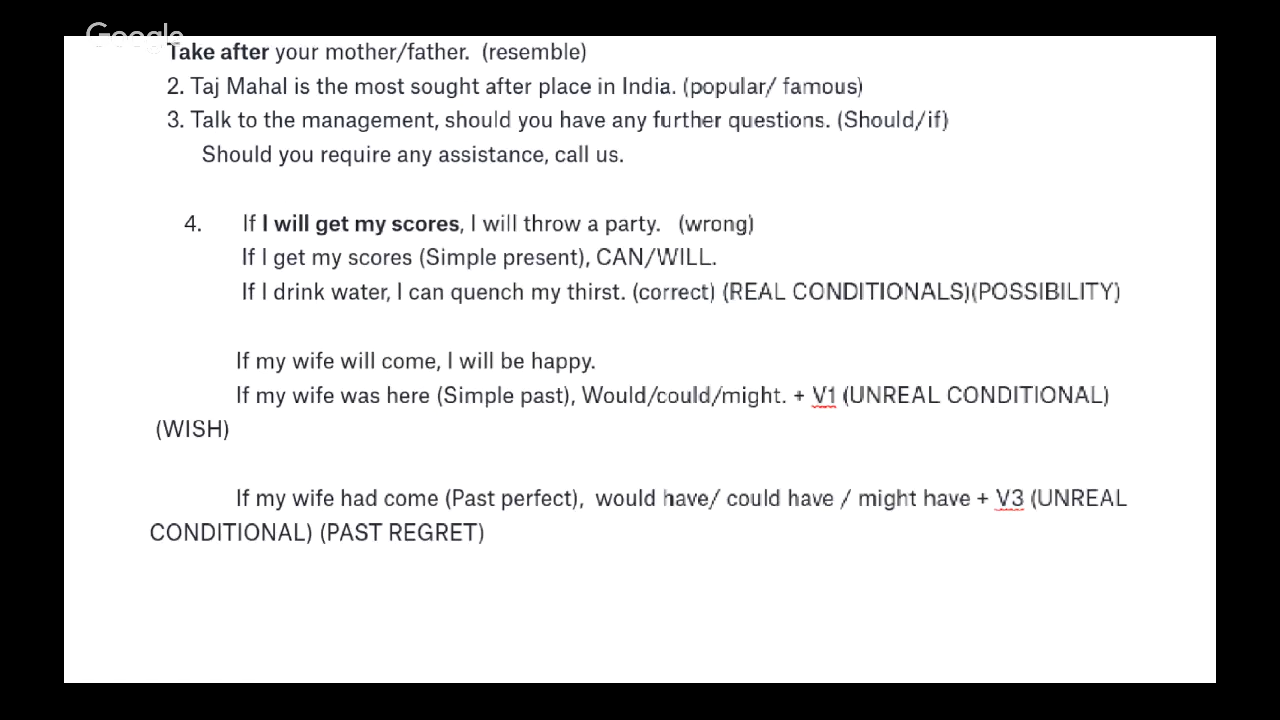 Google
Take after your mother/father. (resemble)
2. Taj Mahal is the most sought after place in India. (popular/ famous)
3. Talk to the management, should you have any further questions. (Should/if)
Should you require any assistance, call us.
4. If I will get my scores, I will throw a party. (wrong)
If I get my scores (Simple present), CAN/WILL.
If I drink water, I can quench my thirst. (correct) (REAL CONDITIONALS)(POSSIBILITY)
If my wife will come, I will be happy.
If my wife was here (Simple past), Would/could/might. + V1 (UNREAL CONDITIONAL)
(WISH)
If my wife had come (Past perfect), would have/ could have / might have + V3 (UNREAL
CONDITIONAL) (PAST REGRET)